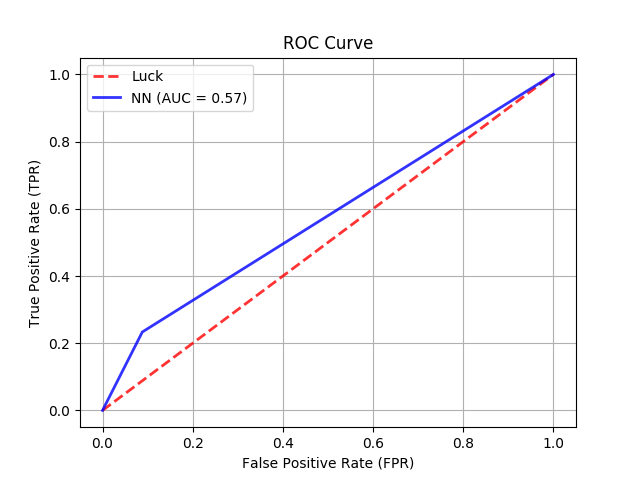 ROC Curve
Luck
NN (AUC = 0.57)
True Positive Rate (TPR)
1.0
0.8
0.6
0.4
0.2
0.0
0.0 0.2 0.4 0.6 0.8 1.0
False Positive Rate (FPR)